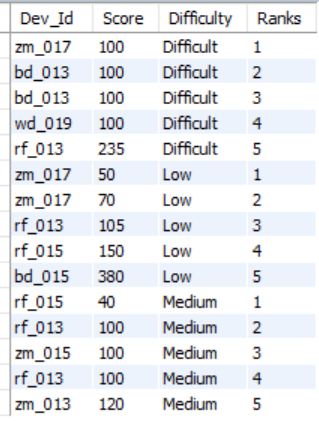 Dev_Id Score Difficulty Ranks
zm_017 100 Difficult 1
bd_013 100 Difficult 2
bd_013 100 Difficult 3
wd_019 100 Difficult 4
rf_013 235 Difficult 5
zm_017 50 Low 1
zm_017 70 Low 2
rf_013 105 Low 3
rf_015 150 Low 4
bd_015 380 Low 5
rf_015 40 Medium 1
rf_013 100 Medium 2
zm_015 100 Medium 3
rf_013 100 Medium 4
zm_013 120 Medium 5